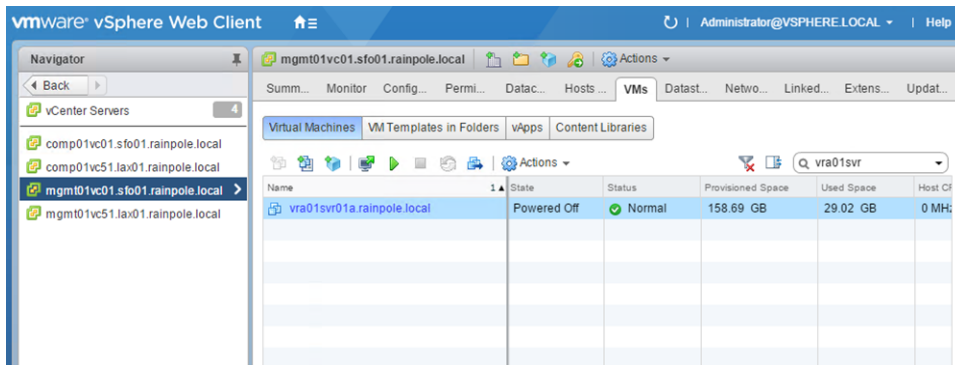 vmware® vSphere Web Client
Administrator@VSPHERE.LOCAL
Help
Navigator
Back
vCenter Servers 4
comp01vc01.sfo01.rainpole.local
comp01vc51.lax01.rainpole.local
mgmt01vc01.sfo01.rainpole.local
mgmt01vc51.lax01.rainpole.local
mgmt01vc01.sfo01.rainpole.local Actions
Summ... Monitor Config... Permi... Datac... Hosts ... VMs Datast... Netwo... Linked... Extens... Updat...
Virtual Machines VM Templates in Folders vApps Content Libraries
Actions vra01svr
Name 1 State Status Provisioned Space Used Space Host CP
vra01svr01a.rainpole.local Powered Off Normal 158.69 GB 29.02 GB 0 MHz